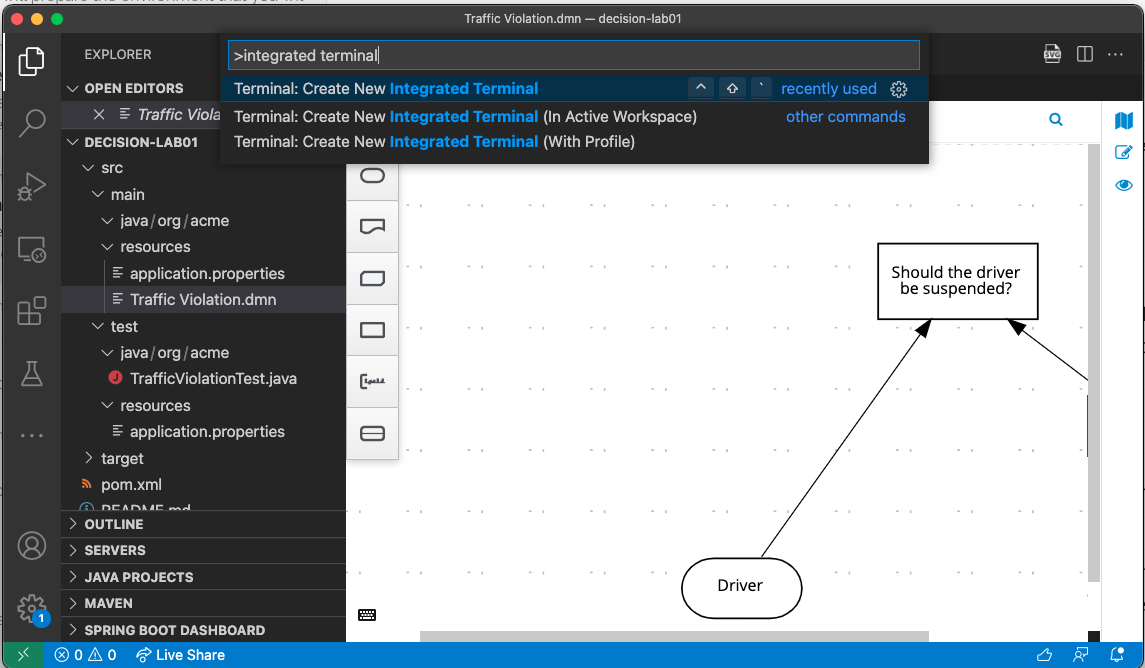 Traffic Violation.dmn — decision-lab01
EXPLORER
>integrated terminal
SVG
OPEN EDITORS
Traffic Viola
DECISION-LAB01
src
main
java/org/acme
resources
application.properties
Traffic Violation.dmn
test
java/org/acme
J TrafficViolationTest.java
resources
application.properties
target
pom.xml
README.md
OUTLINE
SERVERS
JAVA PROJECTS
MAVEN
SPRING BOOT DASHBOARD
1
Terminal: Create New Integrated Terminal
^ ⇧ ` recently used
Terminal: Create New Integrated Terminal (In Active Workspace)
other commands
Terminal: Create New Integrated Terminal (With Profile)
Should the driver
be suspended?
Driver
0 0 Live Share